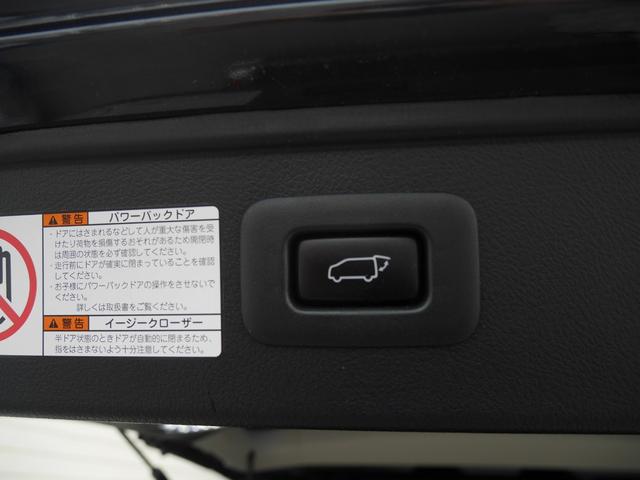 警告 パワーバックドア
・ドアにはさまれるなどして人が重大な傷害を受
けたり荷物を損傷するおそれがあるため開閉時
は周囲の状態を必ず確認してください。
・走行前にドアが確実に閉まっていることを確認
してください。
・お子様にパワーバックドアの操作をさせないで
ください。
詳しくは取扱書をご覧ください。
警告 イージークローザー
半ドア状態のときドアが自動的に閉まるため、
指をはさまないよう十分注意してください。